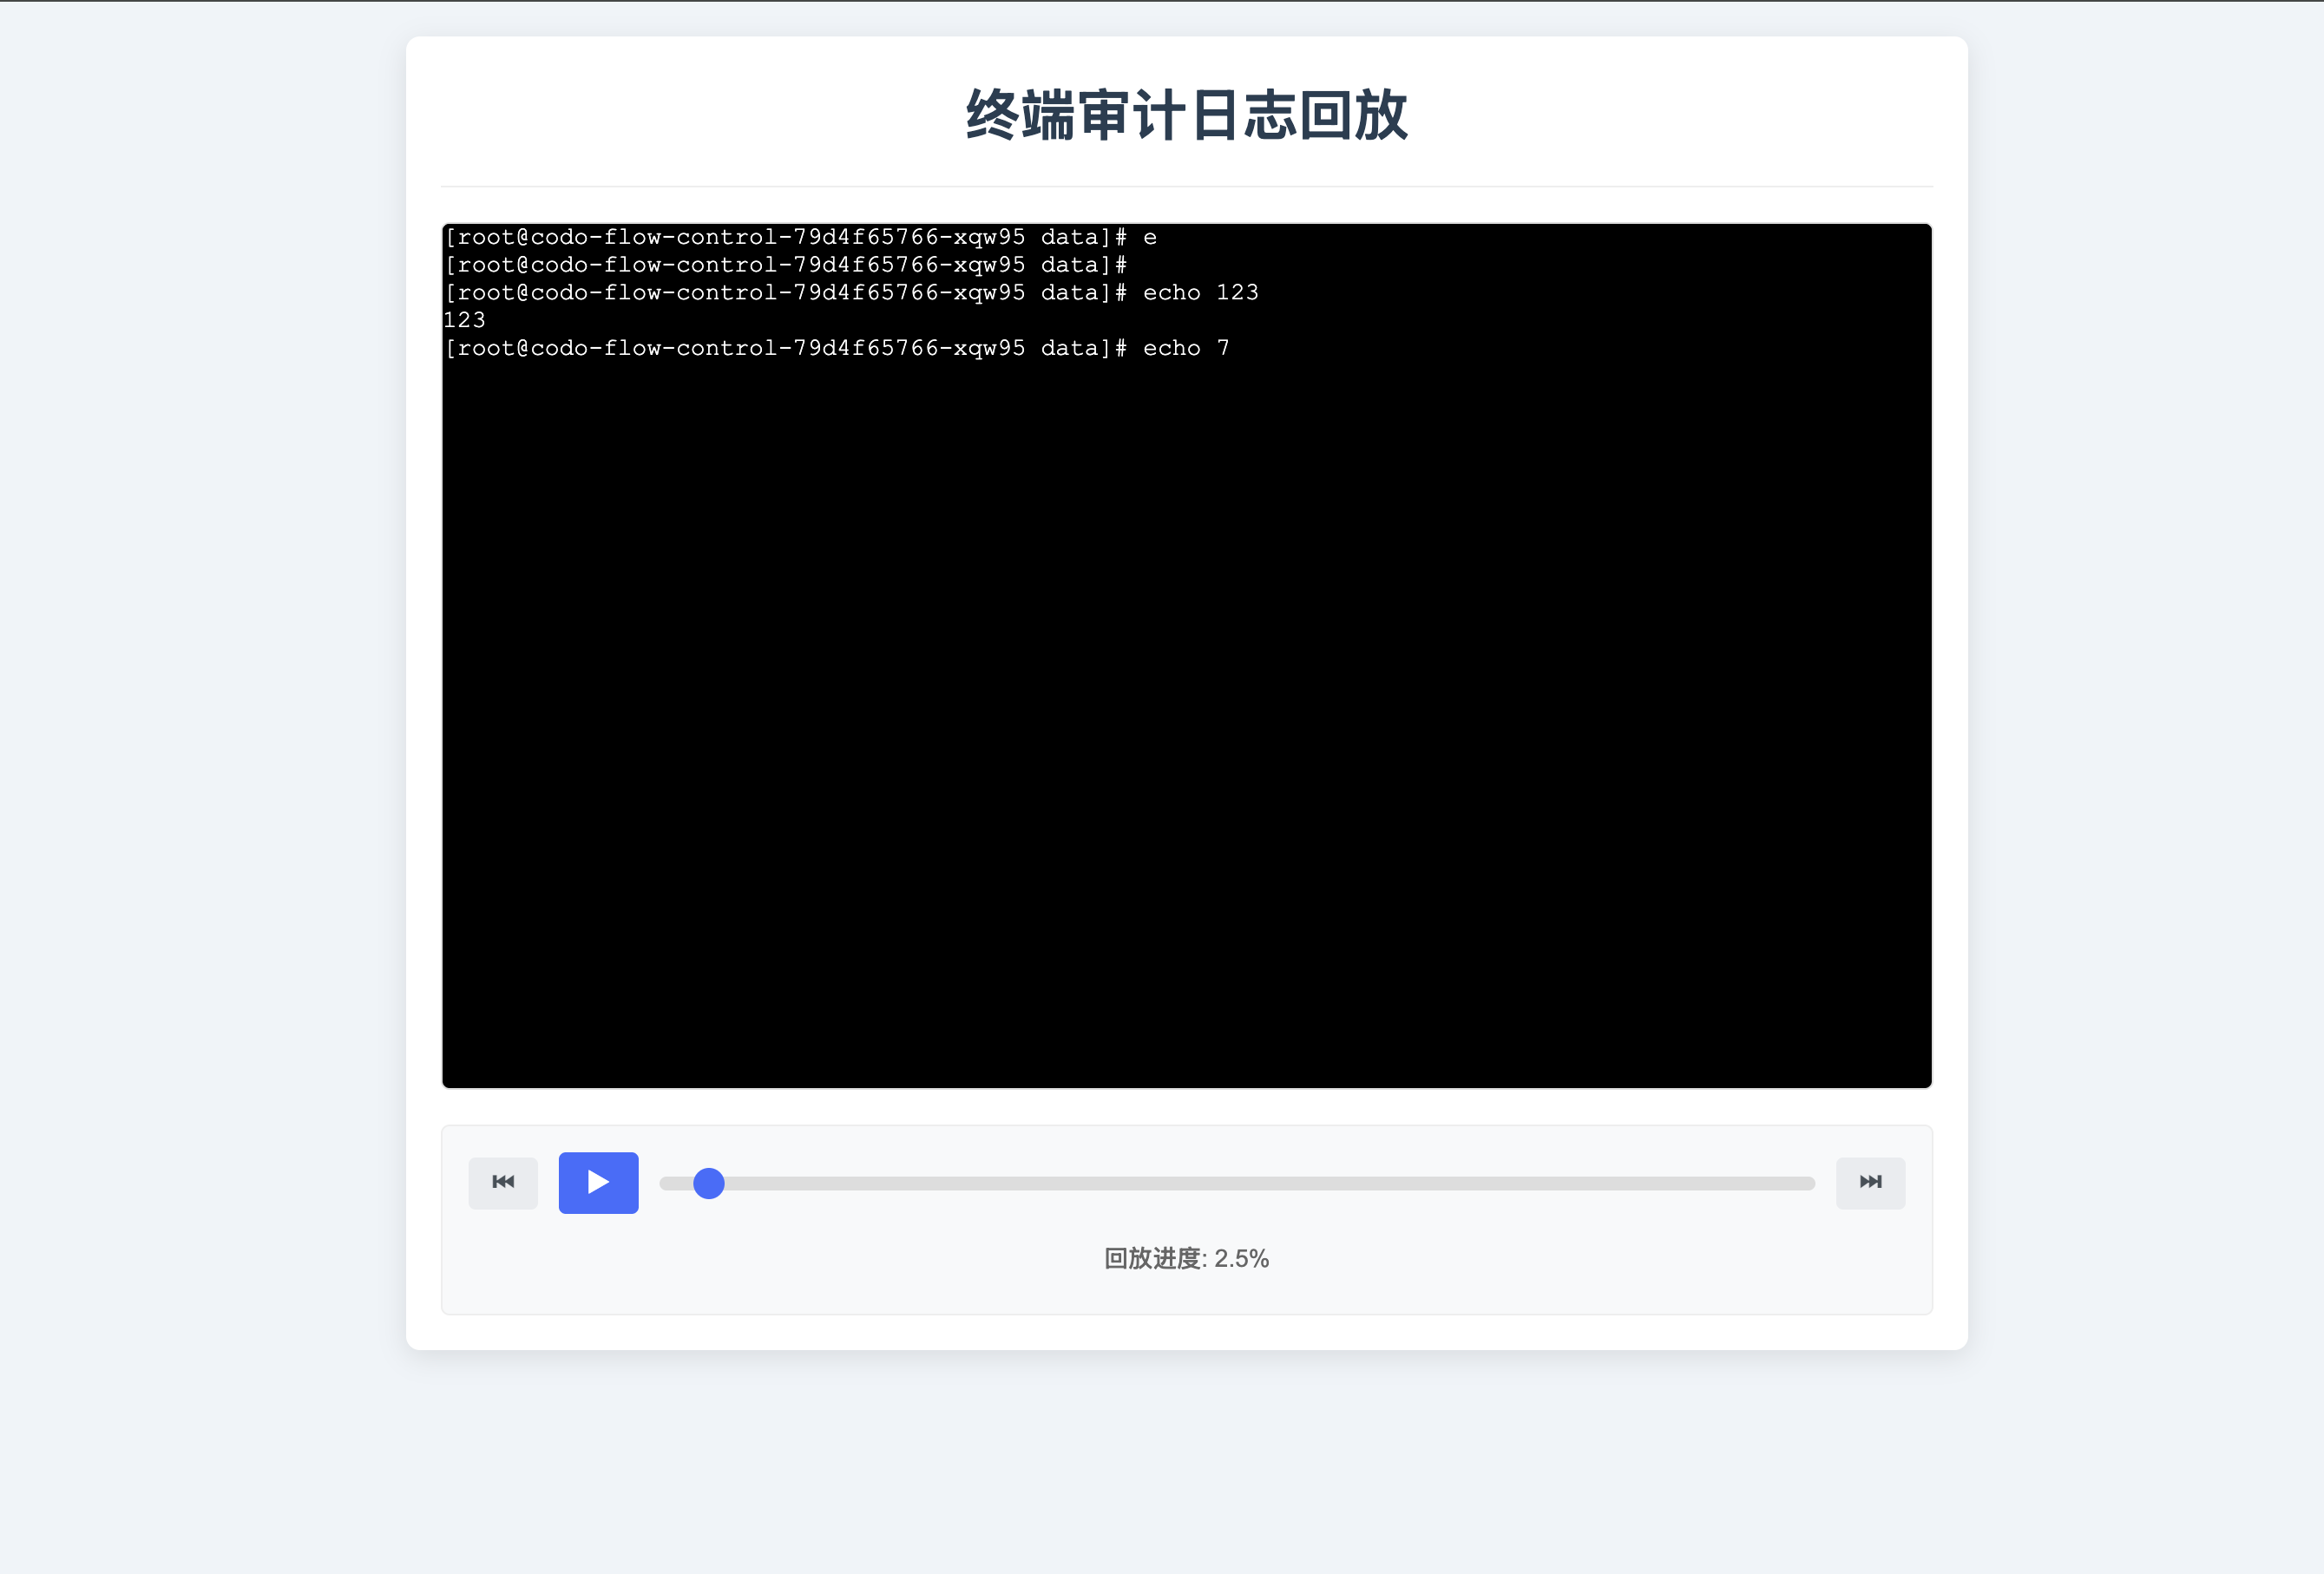 终端审计日志回放
[root@codo-flow-control-79d4f65766-xqw95 data]# e
[root@codo-flow-control-79d4f65766-xqw95 data]#
[root@codo-flow-control-79d4f65766-xqw95 data]# echo 123
123
[root@codo-flow-control-79d4f65766-xqw95 data]# echo 7
回放进度: 2.5%